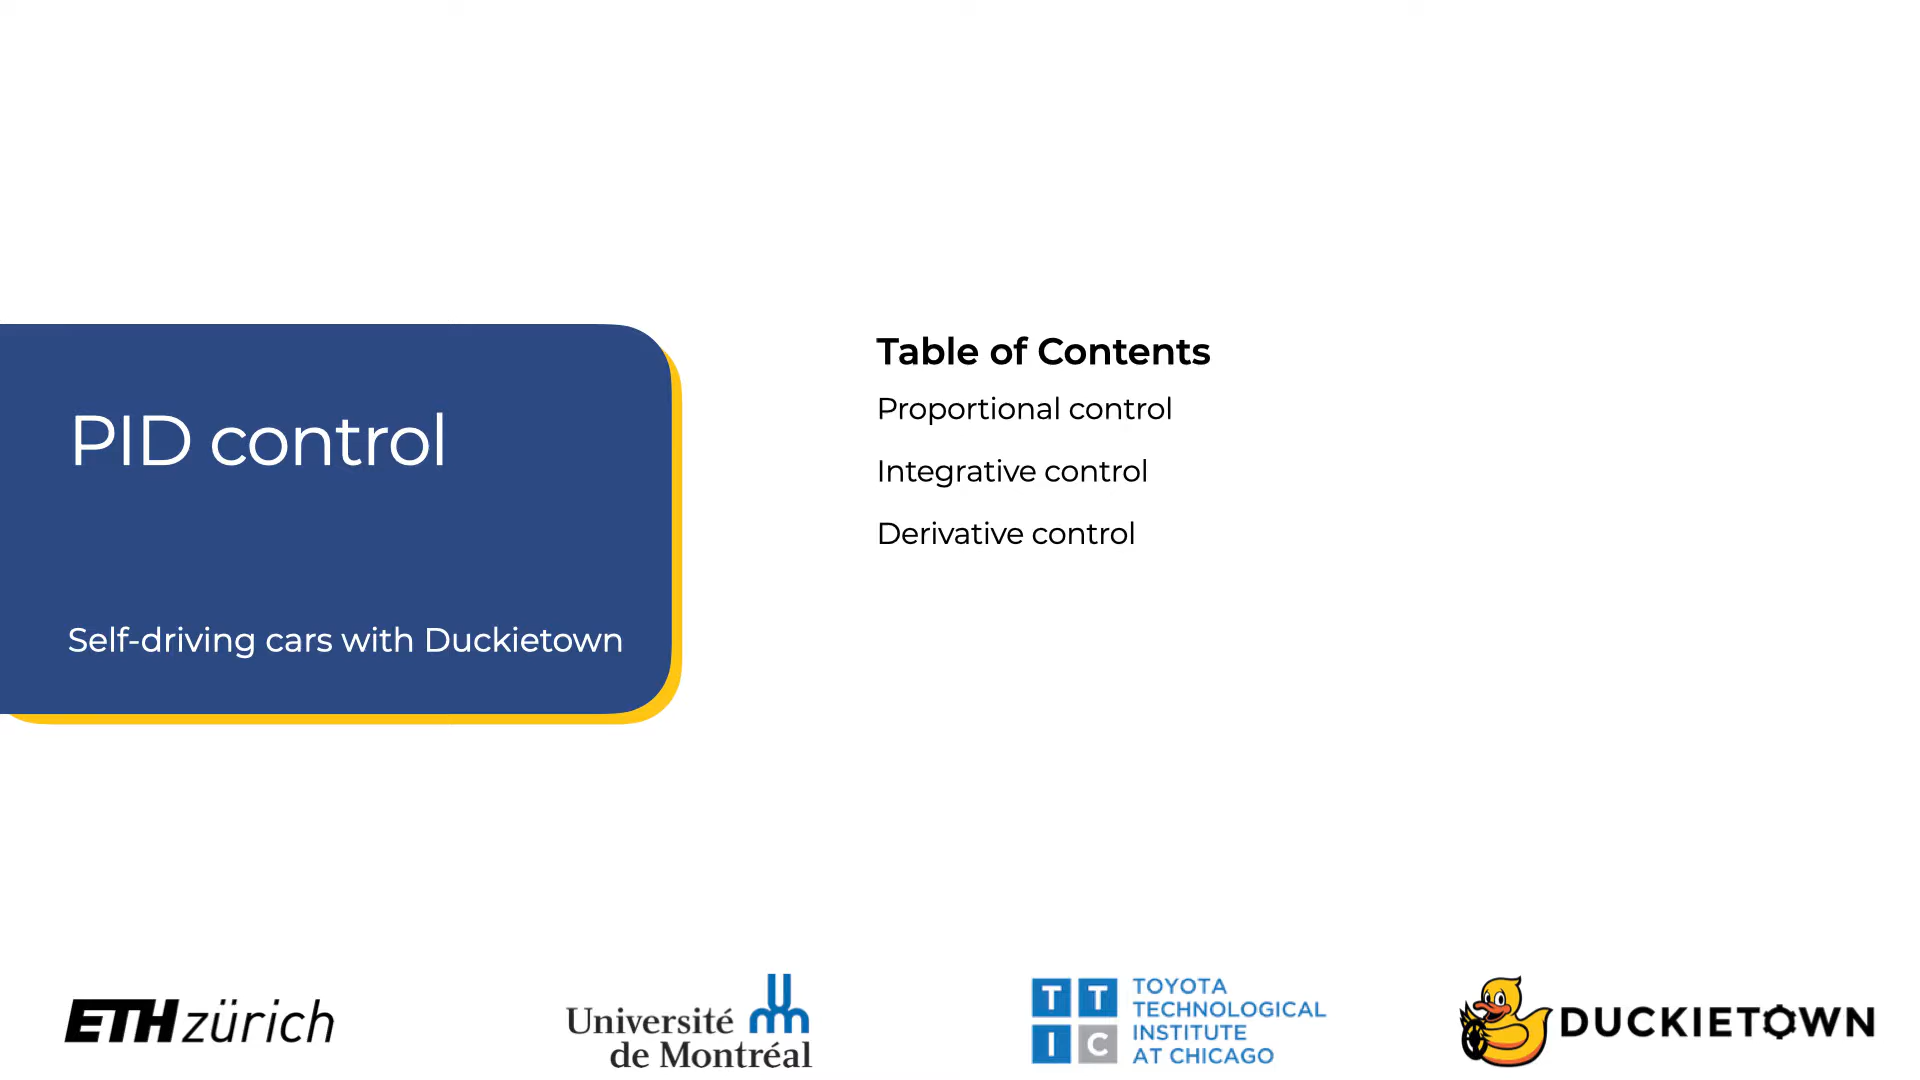 PID control
Self-driving cars with Duckietown
Table of Contents
Proportional control
Integrative control
Derivative control
ETH zürich
Université
de Montréal
T T
I C
TOYOTA
TECHNOLOGICAL
INSTITUTE
AT CHICAGO
DUCKIETOWN